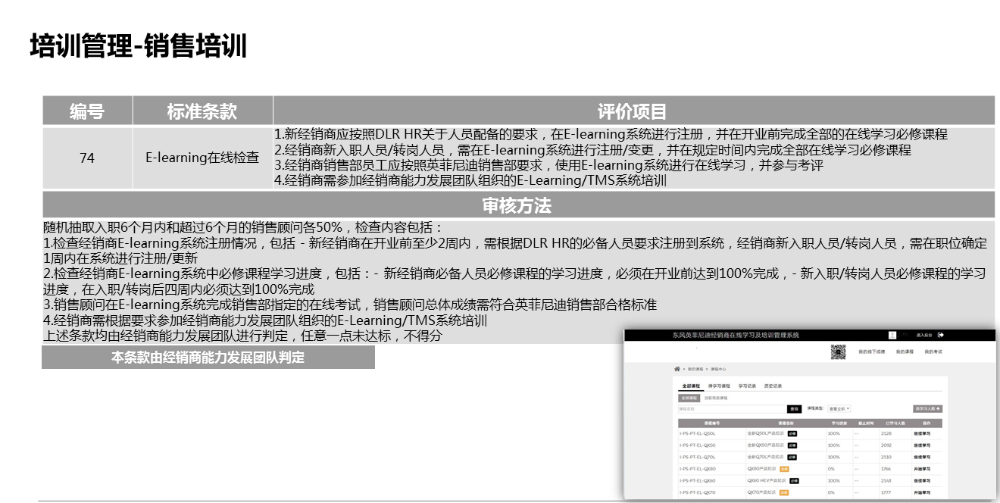 培训管理-销售培训
编号 标准条款 评价项目
74 E-learning在线检查
1.新经销商应按照DLR HR关于人员配备的要求，在E-learning系统进行注册，并在开业前完成全部的在线学习必修课程
2.经销商新入职人员/转岗人员，需在E-learning系统进行注册/变更，并在规定时间内完成全部在线学习必修课程
3.经销商销售部员工应按照英菲尼迪销售部要求，使用E-learning系统进行在线学习，并参与考评
4.经销商需参加经销商能力发展团队组织的E-Learning/TMS系统培训
审核方法
随机抽取入职6个月内和超过6个月的销售顾问各50%，检查内容包括：
1.检查经销商E-learning系统注册情况，包括 - 新经销商在开业前至少2周内，需根据DLR HR的必备人员要求注册到系统，经销商新入职人员/转岗人员，需在职位确定
1周内在系统进行注册/更新
2.检查经销商E-learning系统中必修课程学习进度，包括：- 新经销商必备人员必修课程的学习进度，必须在开业前达到100%完成，- 新入职/转岗人员必修课程的学习
进度，在入职/转岗后四周内必须达到100%完成
3.销售顾问在E-learning系统完成销售部指定的在线考试，销售顾问总体成绩需符合英菲尼迪销售部合格标准
4.经销商需根据要求参加经销商能力发展团队组织的E-Learning/TMS系统培训
上述条款均由经销商能力发展团队进行判定，任意一点未达标，不得分
本条款由经销商能力发展团队判定
东风英菲尼迪经销商在线学习及培训管理系统 进入后台
我的线下成绩 我的课程 我的考试
> 我的课程 > 课程中心
全部课程 待学习课程 学习记录 历史记录
全部课程
课程名称 查询 课程类型： 查看全部
课程编号 课程名称 学习进度 截止时间 已学习人数 操作
I-PS-PT-EL-Q50L 全新Q50L产品知识 必修 100% -- 2128 继续学习
I-PS-PT-EL-QX50 全新QX50产品知识 必修 100% -- 2092 继续学习
I-PS-PT-EL-Q70L 全新Q70L产品知识 必修 100% -- 2110 继续学习
I-PS-PT-EL-QX80 QX80产品知识 选修 0% -- 1766 开始学习
I-PS-PT-EL-QX60 QX60 HEV产品知识 必修 100% -- 2143 继续学习
I-PS-PT-EL-QX70 QX70产品知识 选修 0% -- 1777 开始学习